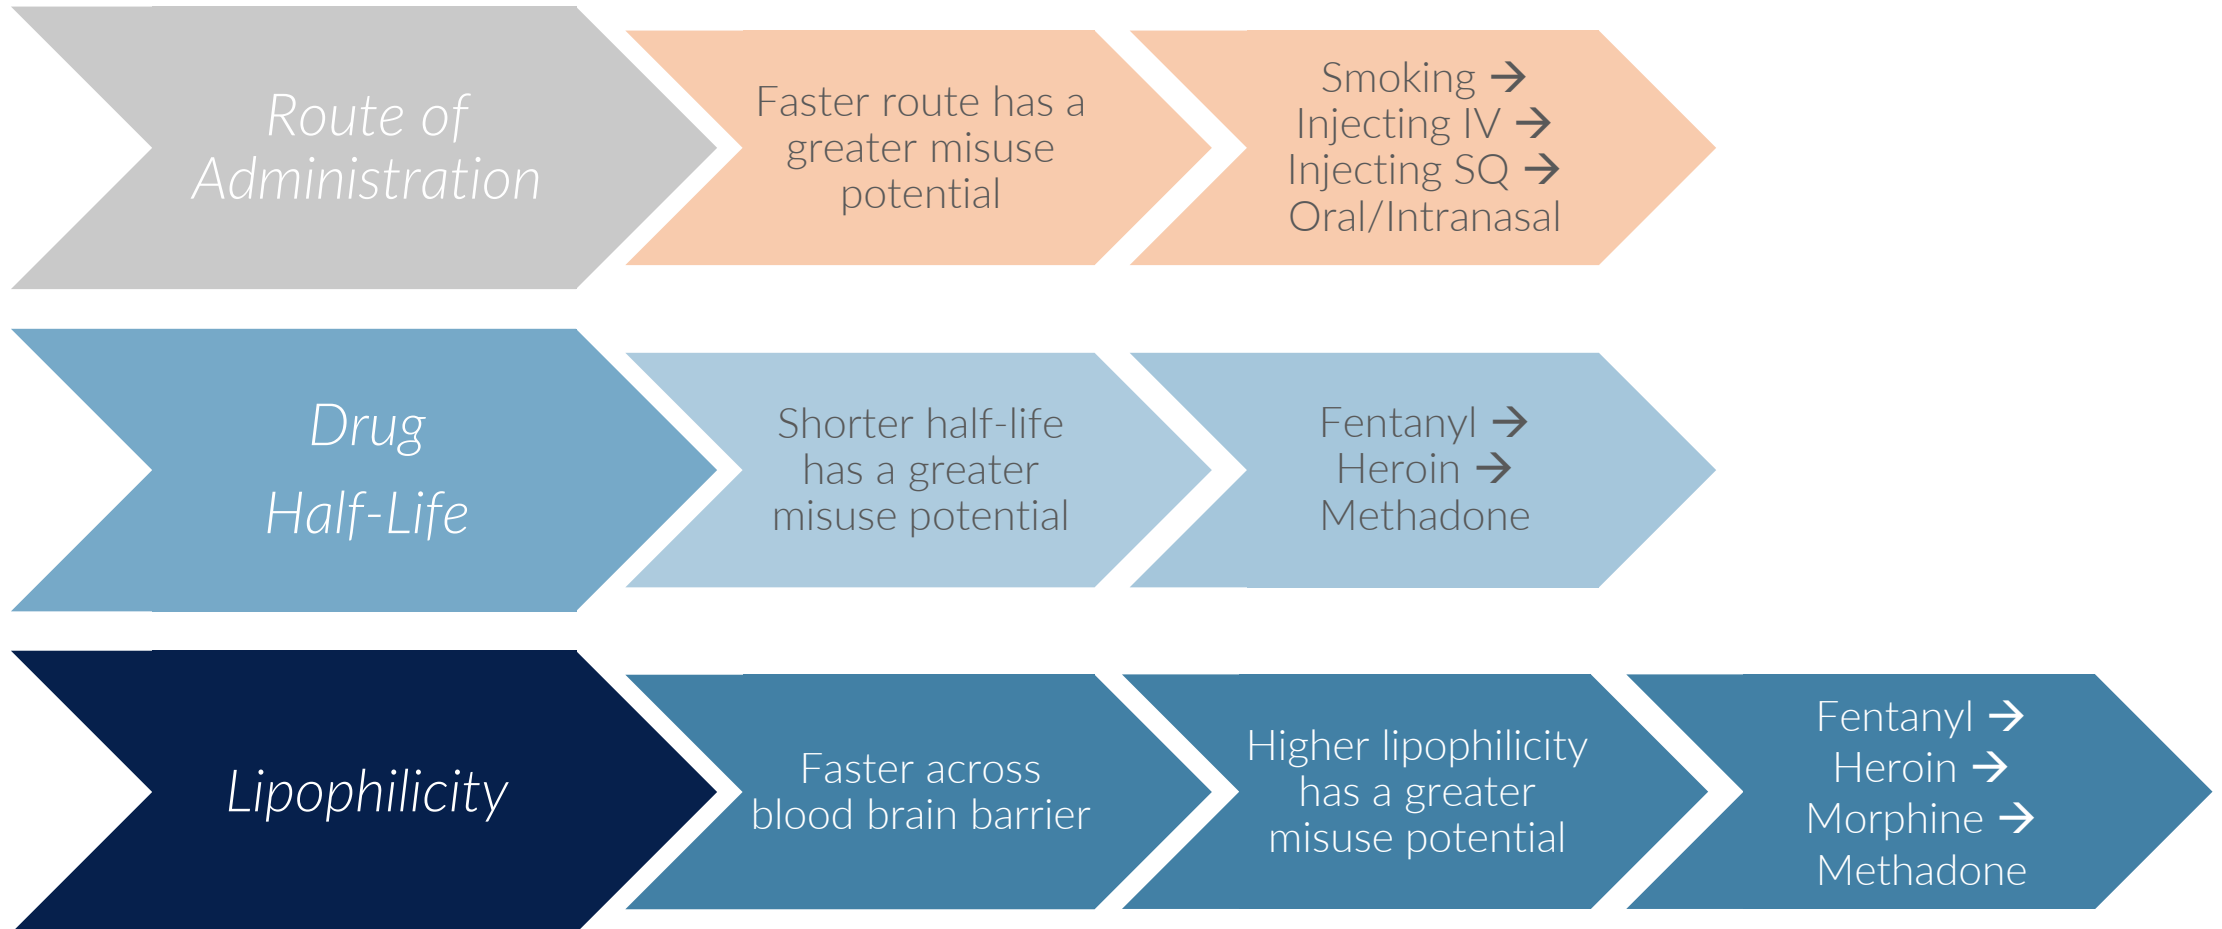 Route of
Administration
Faster route has a
greater misuse
potential
Smoking →
Injecting IV →
Injecting SQ →
Oral/Intranasal
Drug
Half-Life
Shorter half-life
has a greater
misuse potential
Fentanyl →
Heroin →
Methadone
Lipophilicity
Faster across
blood brain barrier
Higher lipophilicity
has a greater
misuse potential
Fentanyl →
Heroin →
Morphine →
Methadone